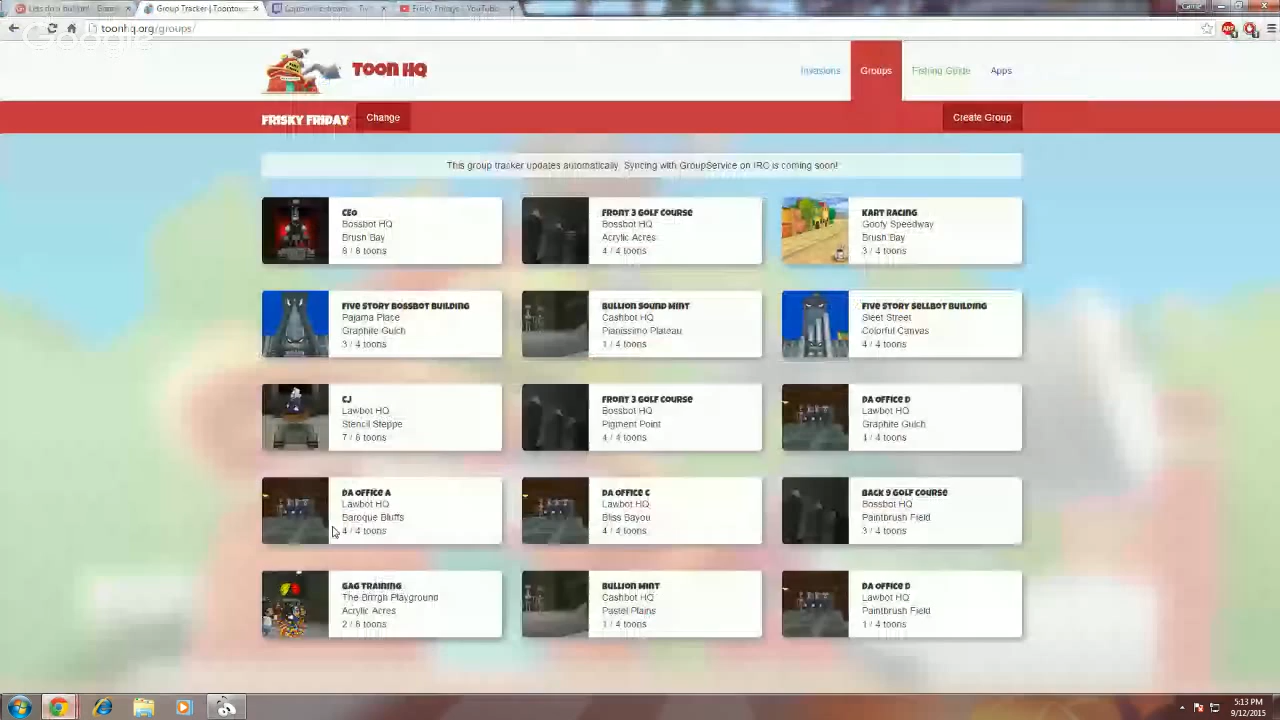 Group Tracker | Toontow
Frisky Fridge - YouTube
Carrie
toonhq.org/groups/
Google
TOON HQ
Invasions
Groups
Fishing Guide
Apps
FRISKY FRIDAY
Change
Create Group
This group tracker updates automatically. Syncing with GroupService on IRC is coming soon!
CEO
Bossbot HQ
Brush Bay
8 / 8 toons
FRONT 3 GOLF COURSE
Bossbot HQ
Acrylic Acres
4 / 4 toons
KART RACING
Goofy Speedway
Brush Bay
3 / 4 toons
FIVE STORY BOSSBOT BUILDING
Pajama Place
Graphite Gulch
3 / 4 toons
BULLION SOUND MINT
Cashbot HQ
Pianissimo Plateau
1 / 4 toons
FIVE STORY SELLBOT BUILDING
Sleet Street
Colorful Canvas
4 / 4 toons
CJ
Lawbot HQ
Stencil Steppe
7 / 8 toons
FRONT 3 GOLF COURSE
Bossbot HQ
Pigment Point
4 / 4 toons
DA OFFICE D
Lawbot HQ
Graphite Gulch
1 / 4 toons
DA OFFICE A
Lawbot HQ
Baroque Bluffs
4 / 4 toons
DA OFFICE C
Lawbot HQ
Bliss Bayou
4 / 4 toons
BACK 9 GOLF COURSE
Bossbot HQ
Paintbrush Field
3 / 4 toons
GAG TRAINING
The Brrrgh Playground
Acrylic Acres
2 / 8 toons
BULLION MINT
Cashbot HQ
Pastel Plains
1 / 4 toons
DA OFFICE D
Lawbot HQ
Paintbrush Field
1 / 4 toons
5:13 PM
9/12/2015